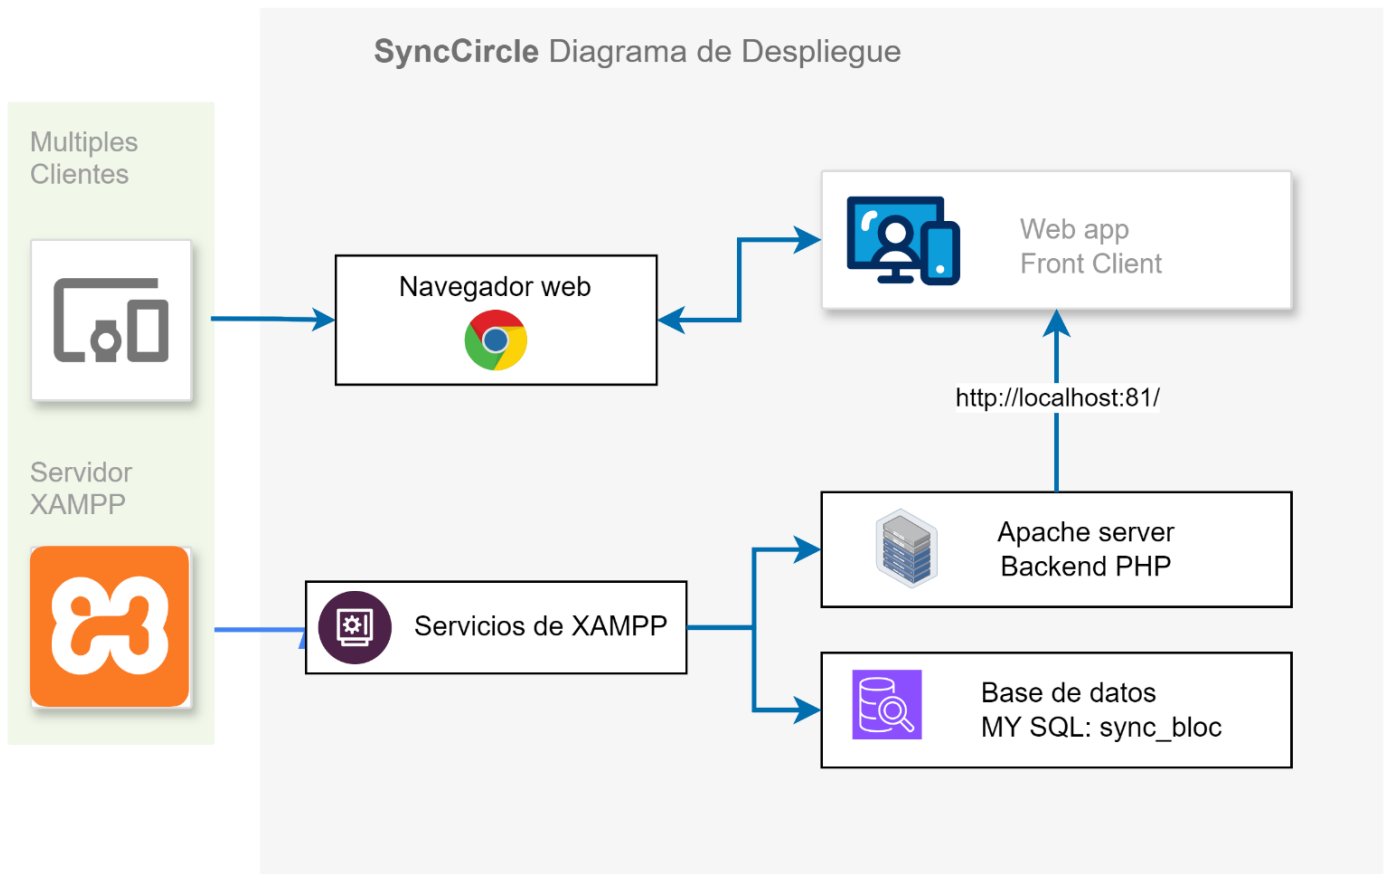 SyncCircle Diagrama de Despliegue
Multiples
Clientes
Navegador web
Web app
Front Client
http://localhost:81/
Servidor
XAMPP
Servicios de XAMPP
Apache server
Backend PHP
Base de datos
MY SQL: sync_bloc